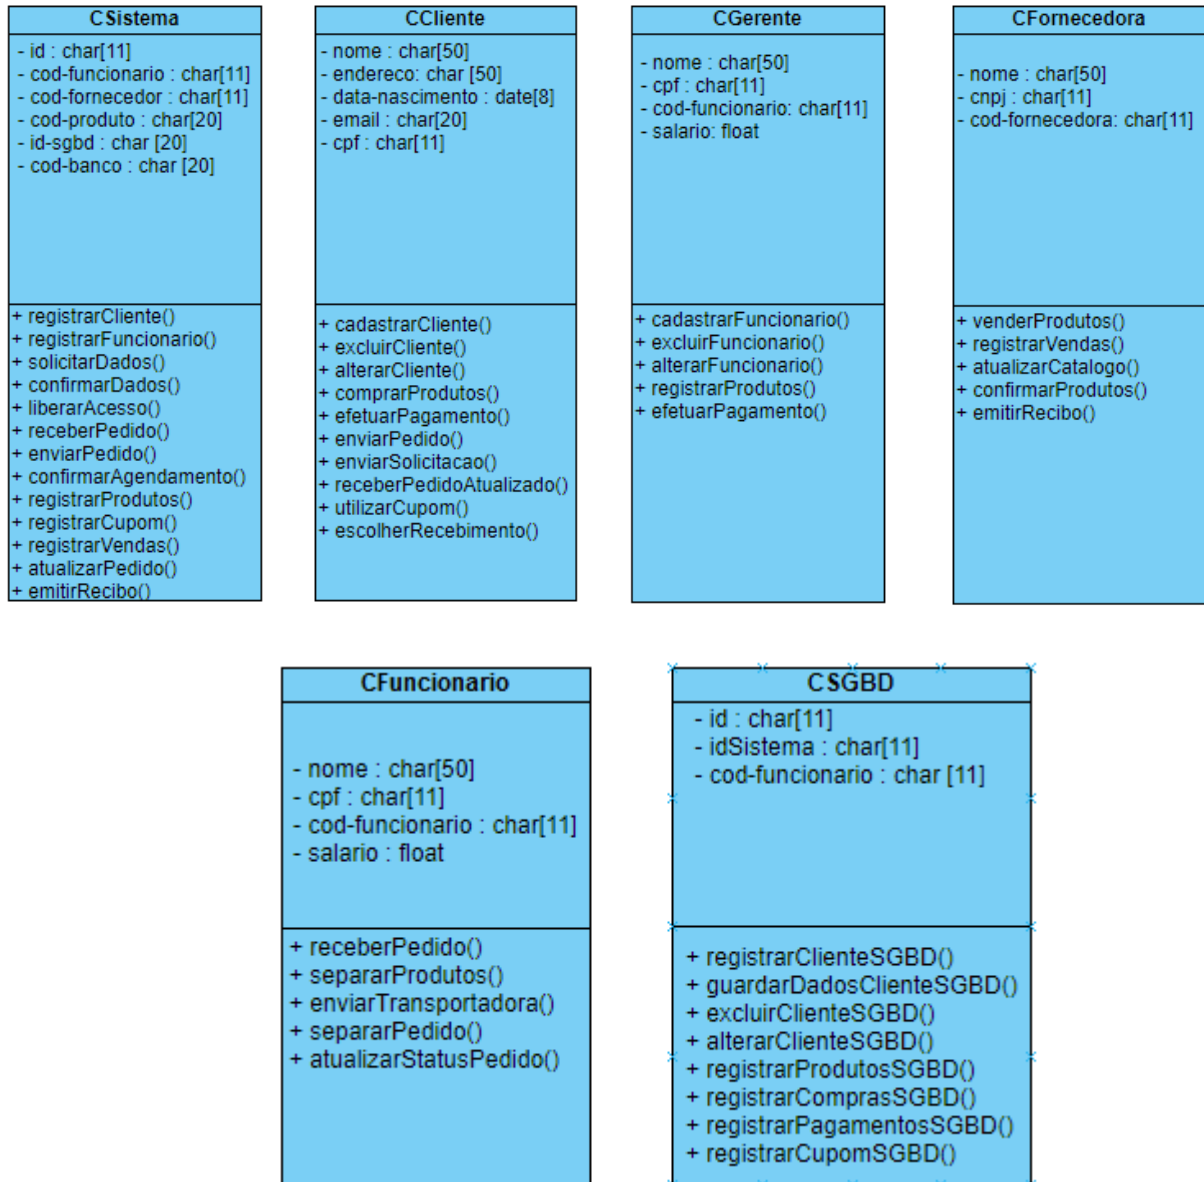 CSistema
- id : char[11]
- cod-funcionario : char[11]
- cod-fornecedor : char[11]
- cod-produto : char[20]
- id-sgbd : char [20]
- cod-banco : char [20]
+ registrarCliente()
+ registrarFuncionario()
+ solicitarDados()
+ confirmarDados()
+ liberarAcesso()
+ receberPedido()
+ enviarPedido()
+ confirmarAgendamento()
+ registrarProdutos()
+ registrarCupom()
+ registrarVendas()
+ atualizarPedido()
+ emitirRecibo()
CCliente
- nome : char[50]
- endereco: char [50]
- data-nascimento : date[8]
- email : char[20]
- cpf : char[11]
+ cadastrarCliente()
+ excluirCliente()
+ alterarCliente()
+ comprarProdutos()
+ efetuarPagamento()
+ enviarPedido()
+ enviarSolicitacao()
+ receberPedidoAtualizado()
+ utilizarCupom()
+ escolherRecebimento()
CGerente
- nome : char[50]
- cpf : char[11]
- cod-funcionario: char[11]
- salario: float
+ cadastrarFuncionario()
+ excluirFuncionario()
+ alterarFuncionario()
+ registrarProdutos()
+ efetuarPagamento()
CFornecedora
- nome : char[50]
- cnpj : char[11]
- cod-fornecedora: char[11]
+ venderProdutos()
+ registrarVendas()
+ atualizarCatalogo()
+ confirmarProdutos()
+ emitirRecibo()
CFuncionario
- nome : char[50]
- cpf : char[11]
- cod-funcionario : char[11]
- salario : float
+ receberPedido()
+ separarProdutos()
+ enviarTransportadora()
+ separarPedido()
+ atualizarStatusPedido()
CSGBD
- id : char[11]
- idSistema : char[11]
- cod-funcionario : char [11]
+ registrarClienteSGBD()
+ guardarDadosClienteSGBD()
+ excluirClienteSGBD()
+ alterarClienteSGBD()
+ registrarProdutosSGBD()
+ registrarComprasSGBD()
+ registrarPagamentosSGBD()
+ registrarCupomSGBD()